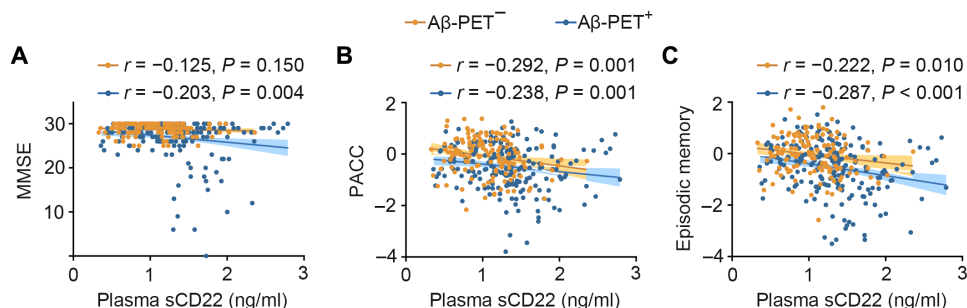 Aβ-PET⁻ Aβ-PET⁺
A
r = −0.125, P = 0.150
r = −0.203, P = 0.004
MMSE
30
20
10
0
1
2
3
Plasma sCD22 (ng/ml)
B
r = −0.292, P = 0.001
r = −0.238, P = 0.001
PACC
2
0
−2
−4
0
1
2
3
Plasma sCD22 (ng/ml)
C
r = −0.222, P = 0.010
r = −0.287, P < 0.001
Episodic memory
2
0
−2
−4
0
1
2
3
Plasma sCD22 (ng/ml)